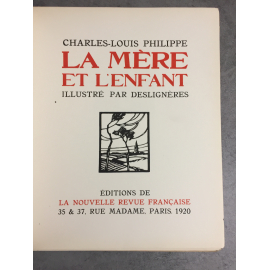 CHARLES-LOUIS PHILIPPE
LA MÈRE
ET L'ENFANT
ILLUSTRÉ PAR DESLIGNÈRES
ÉDITIONS DE
LA NOUVELLE REVUE FRANÇAISE
35 & 37, RUE MADAME. PARIS 1920